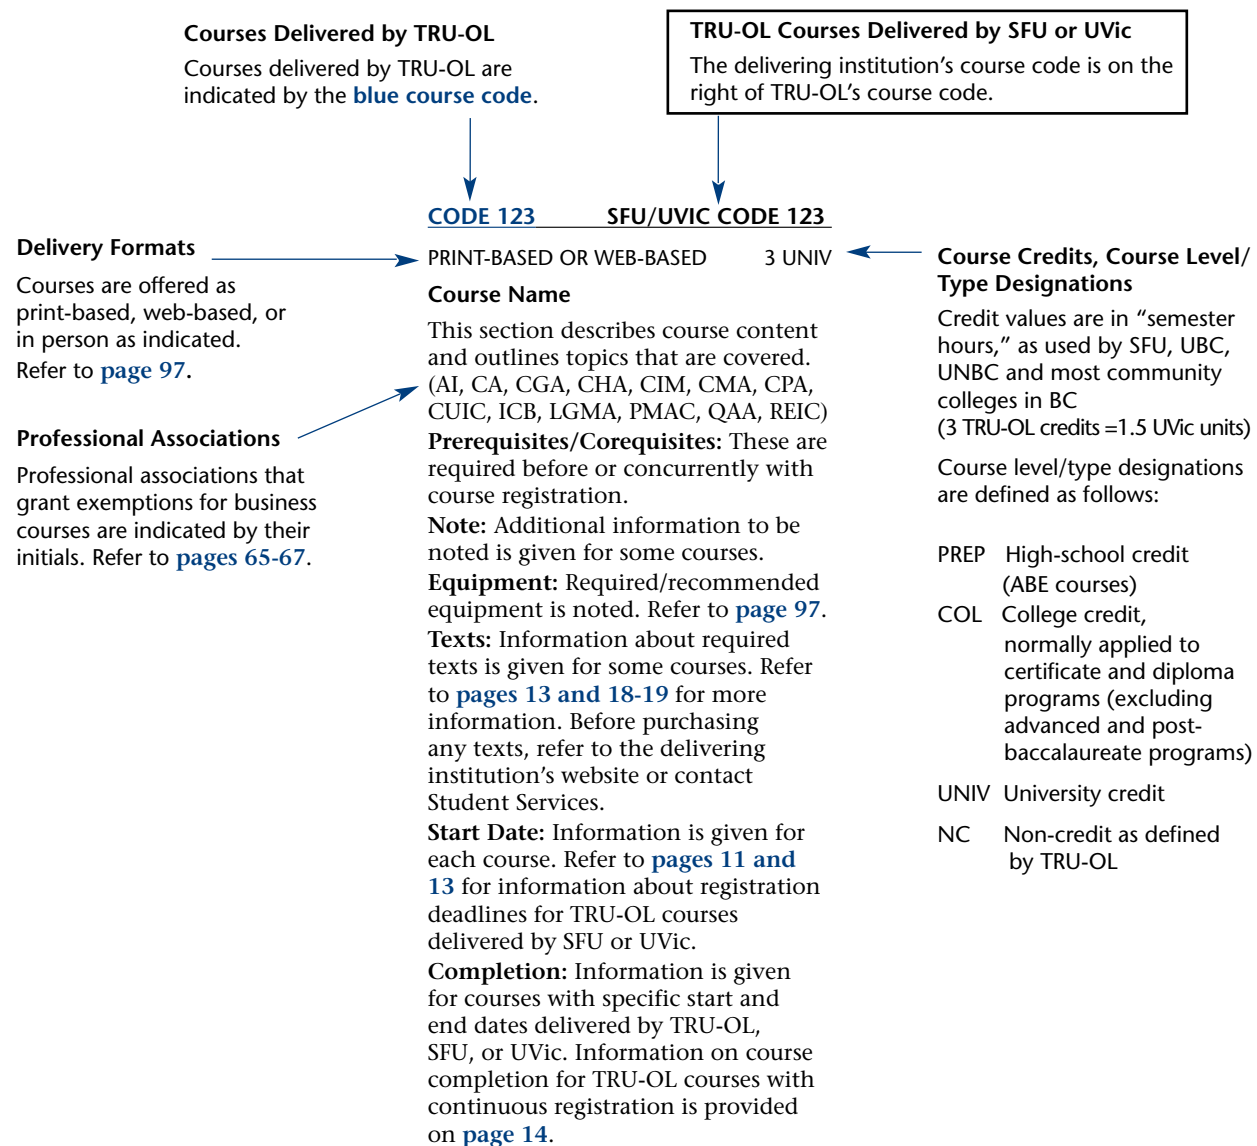 Courses Delivered by TRU-OL
Courses delivered by TRU-OL are
indicated by the blue course code.
TRU-OL Courses Delivered by SFU or UVic
The delivering institution’s course code is on the
right of TRU-OL’s course code.
CODE 123 SFU/UVIC CODE 123
PRINT-BASED OR WEB-BASED 3 UNIV
Delivery Formats
Courses are offered as
print-based, web-based, or
in person as indicated.
Refer to page 97.
Professional Associations
Professional associations that
grant exemptions for business
courses are indicated by their
initials. Refer to pages 65-67.
Course Name
This section describes course content
and outlines topics that are covered.
(AI, CA, CGA, CHA, CIM, CMA, CPA,
CUIC, ICB, LGMA, PMAC, QAA, REIC)
Prerequisites/Corequisites: These are
required before or concurrently with
course registration.
Note: Additional information to be
noted is given for some courses.
Equipment: Required/recommended
equipment is noted. Refer to page 97.
Texts: Information about required
texts is given for some courses. Refer
to pages 13 and 18-19 for more
information. Before purchasing
any texts, refer to the delivering
institution’s website or contact
Student Services.
Start Date: Information is given for
each course. Refer to pages 11 and
13 for information about registration
deadlines for TRU-OL courses
delivered by SFU or UVic.
Completion: Information is given
for courses with specific start and
end dates delivered by TRU-OL,
SFU, or UVic. Information on course
completion for TRU-OL courses with
continuous registration is provided
on page 14.
Course Credits, Course Level/
Type Designations
Credit values are in “semester
hours,” as used by SFU, UBC,
UNBC and most community
colleges in BC
(3 TRU-OL credits =1.5 UVic units)
Course level/type designations
are defined as follows:
PREP High-school credit
(ABE courses)
COL College credit,
normally applied to
certificate and diploma
programs (excluding
advanced and post-
baccalaureate programs)
UNIV University credit
NC Non-credit as defined
by TRU-OL